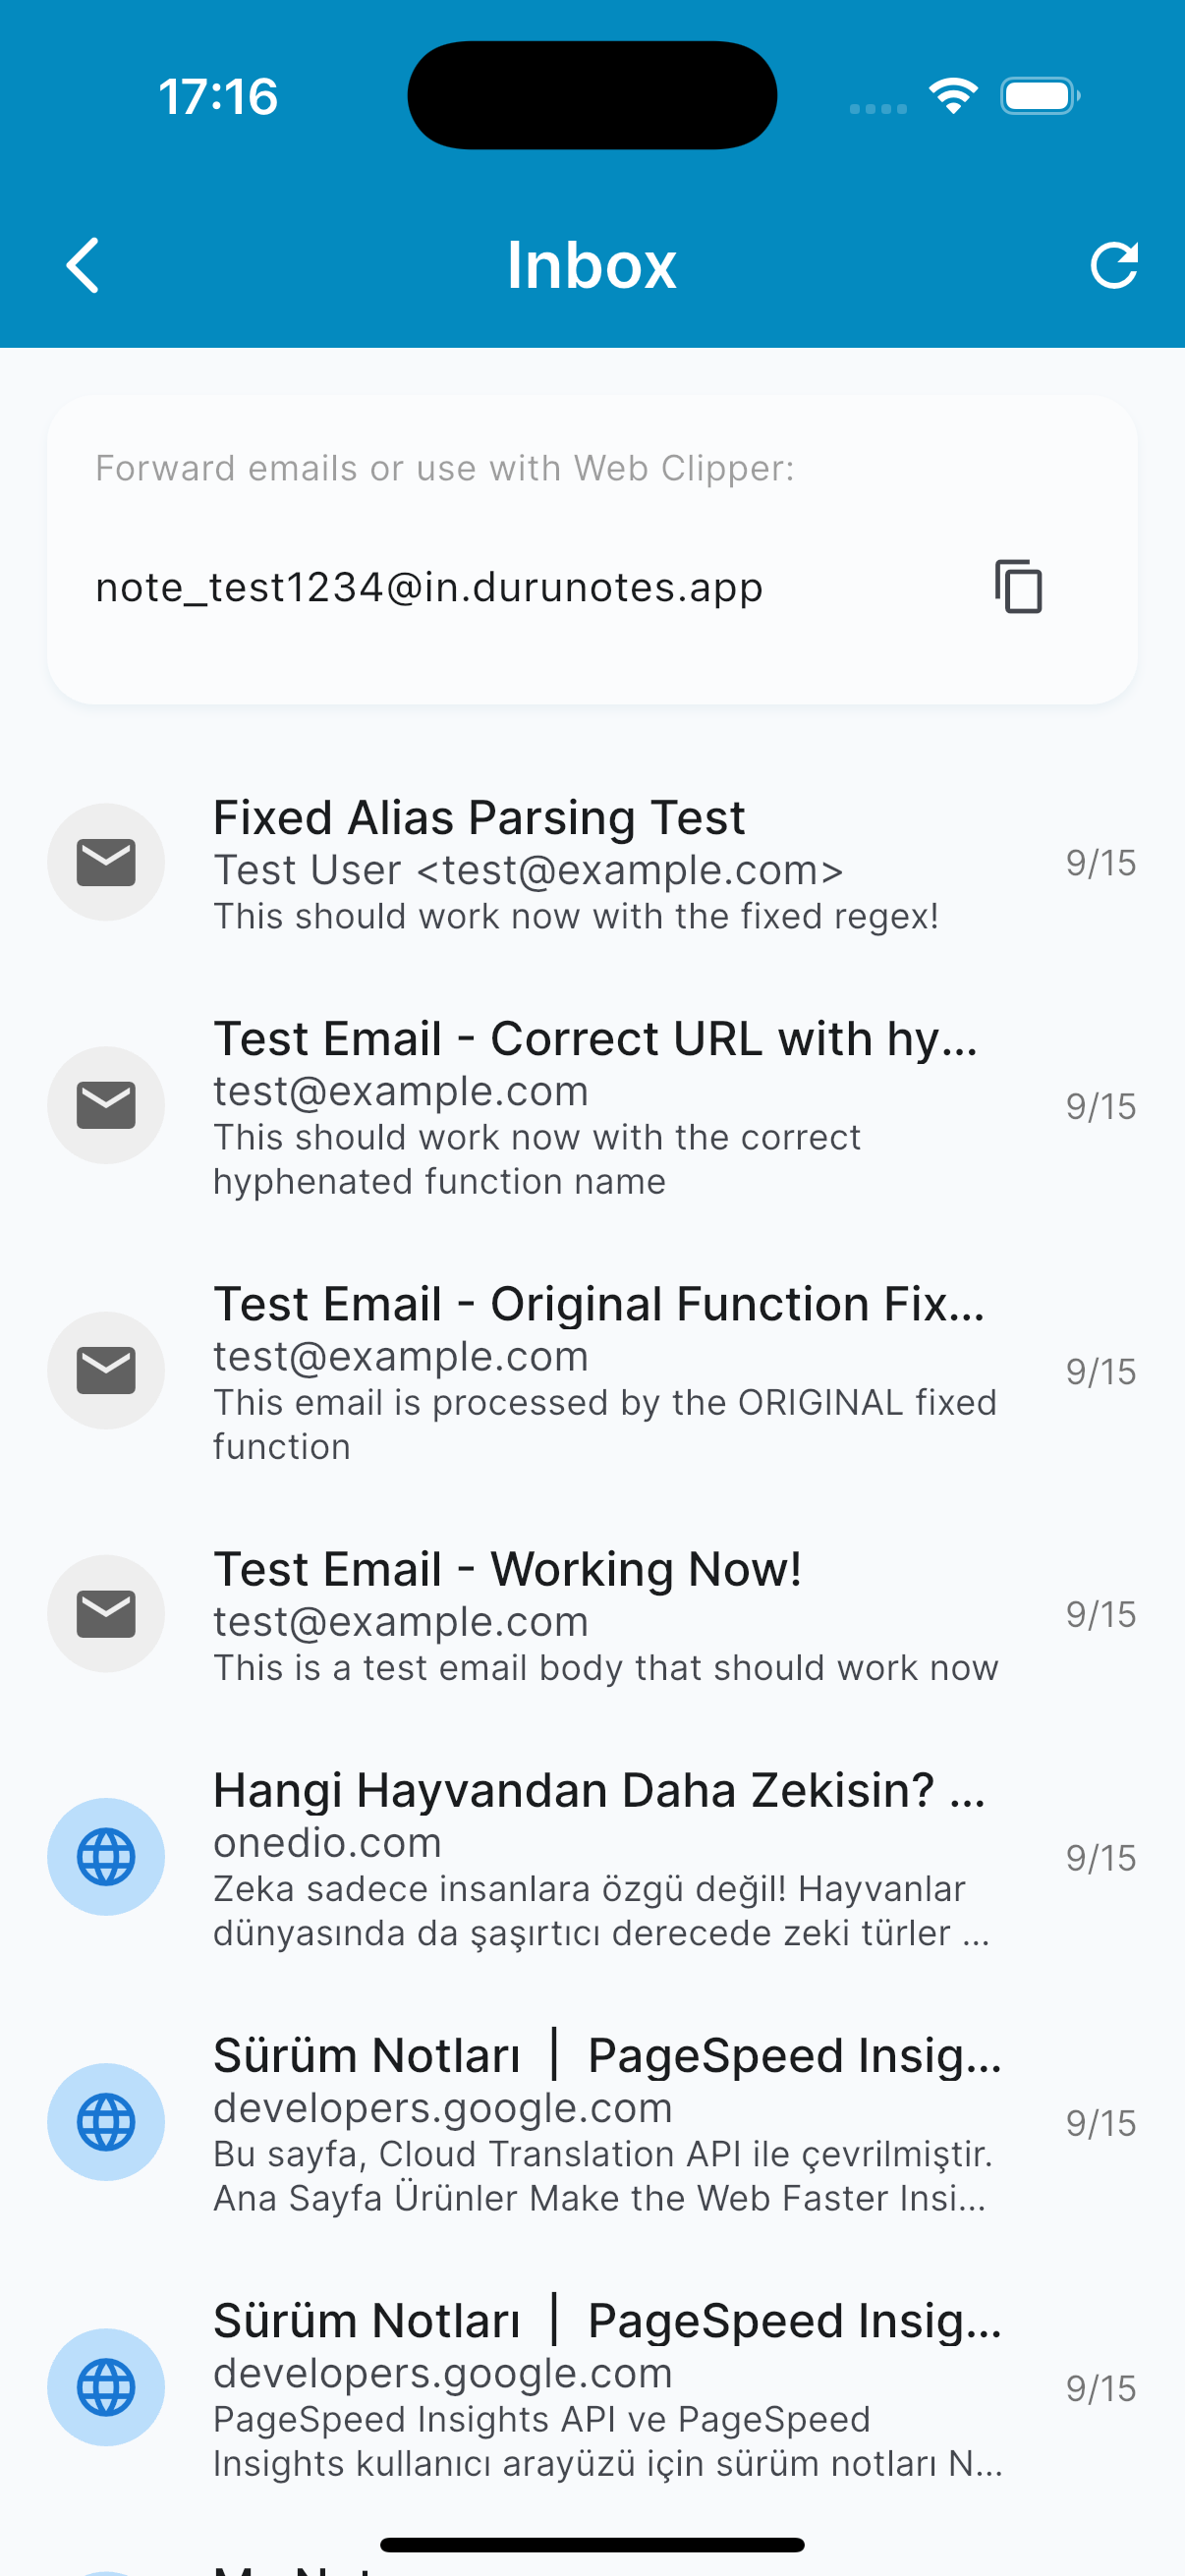 17:16
Inbox
Forward emails or use with Web Clipper:
note_test1234@in.durunotes.app
Fixed Alias Parsing Test
Test User <test@example.com>
This should work now with the fixed regex!
9/15
Test Email - Correct URL with hy...
test@example.com
This should work now with the correct
hyphenated function name
9/15
Test Email - Original Function Fix...
test@example.com
This email is processed by the ORIGINAL fixed
function
9/15
Test Email - Working Now!
test@example.com
This is a test email body that should work now
9/15
Hangi Hayvandan Daha Zekisin? ...
onedio.com
Zeka sadece insanlara özgü değil! Hayvanlar
dünyasında da şaşırtıcı derecede zeki türler ...
9/15
Sürüm Notları | PageSpeed Insig...
developers.google.com
Bu sayfa, Cloud Translation API ile çevrilmiştir.
Ana Sayfa Ürünler Make the Web Faster Insi...
9/15
Sürüm Notları | PageSpeed Insig...
developers.google.com
PageSpeed Insights API ve PageSpeed
Insights kullanıcı arayüzü için sürüm notları N...
9/15